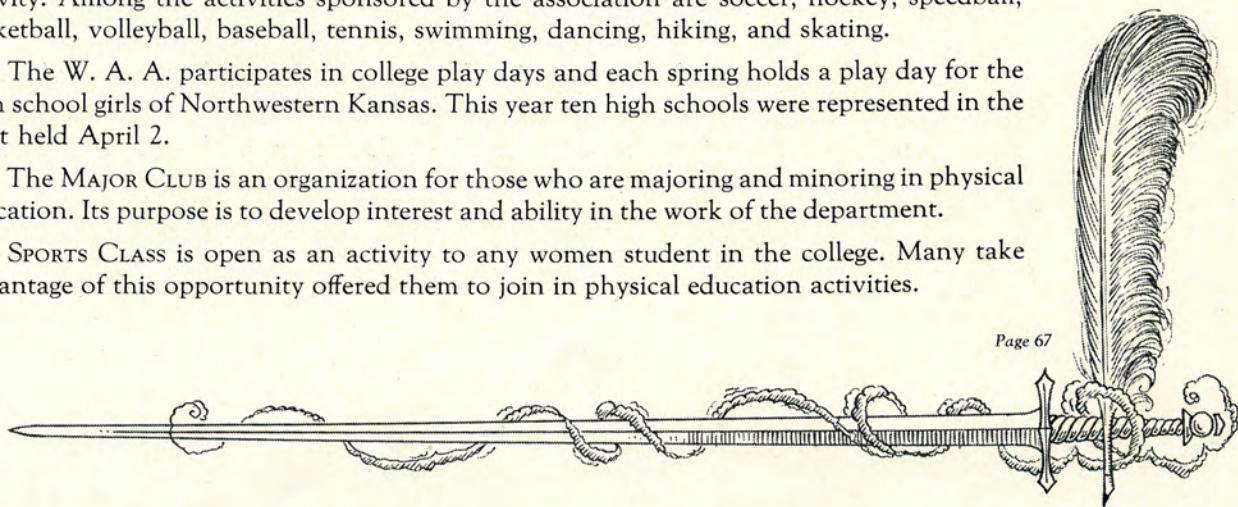 Among the activities sponsored by the association are soccer, hockey, speedball,
ketball, volleyball, baseball, tennis, swimming, dancing, hiking, and skating.
The W. A. A. participates in college play days and each spring holds a play day for the
school girls of Northwestern Kansas. This year ten high schools were represented in the
held April 2.
The MAJOR CLUB is an organization for those who are majoring and minoring in physical
cation. Its purpose is to develop interest and ability in the work of the department.
SPORTS CLASS is open as an activity to any women student in the college. Many take
antage of this opportunity offered them to join in physical education activities.
Page 67